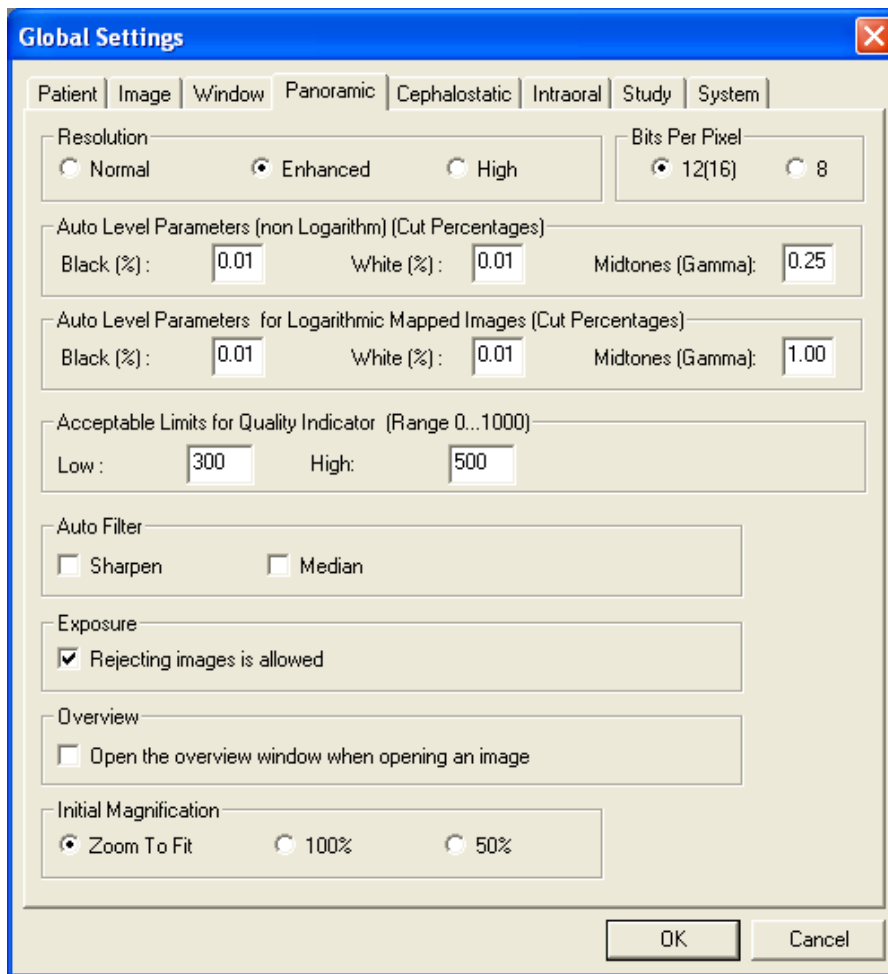 Global Settings
Patient Image Window Panoramic Cephalostatic Intraoral Study System
Resolution Bits Per Pixel
Normal Enhanced High 12(16) 8
Auto Level Parameters (non Logarithm) (Cut Percentages)
Black (%) : 0.01 White (%) : 0.01 Midtones (Gamma): 0.25
Auto Level Parameters for Logarithmic Mapped Images (Cut Percentages)
Black (%) : 0.01 White (%) : 0.01 Midtones (Gamma): 1.00
Acceptable Limits for Quality Indicator (Range 0...1000)
Low : 300 High: 500
Auto Filter
Sharpen Median
Exposure
Rejecting images is allowed
Overview
Open the overview window when opening an image
Initial Magnification
Zoom To Fit 100% 50%
OK Cancel